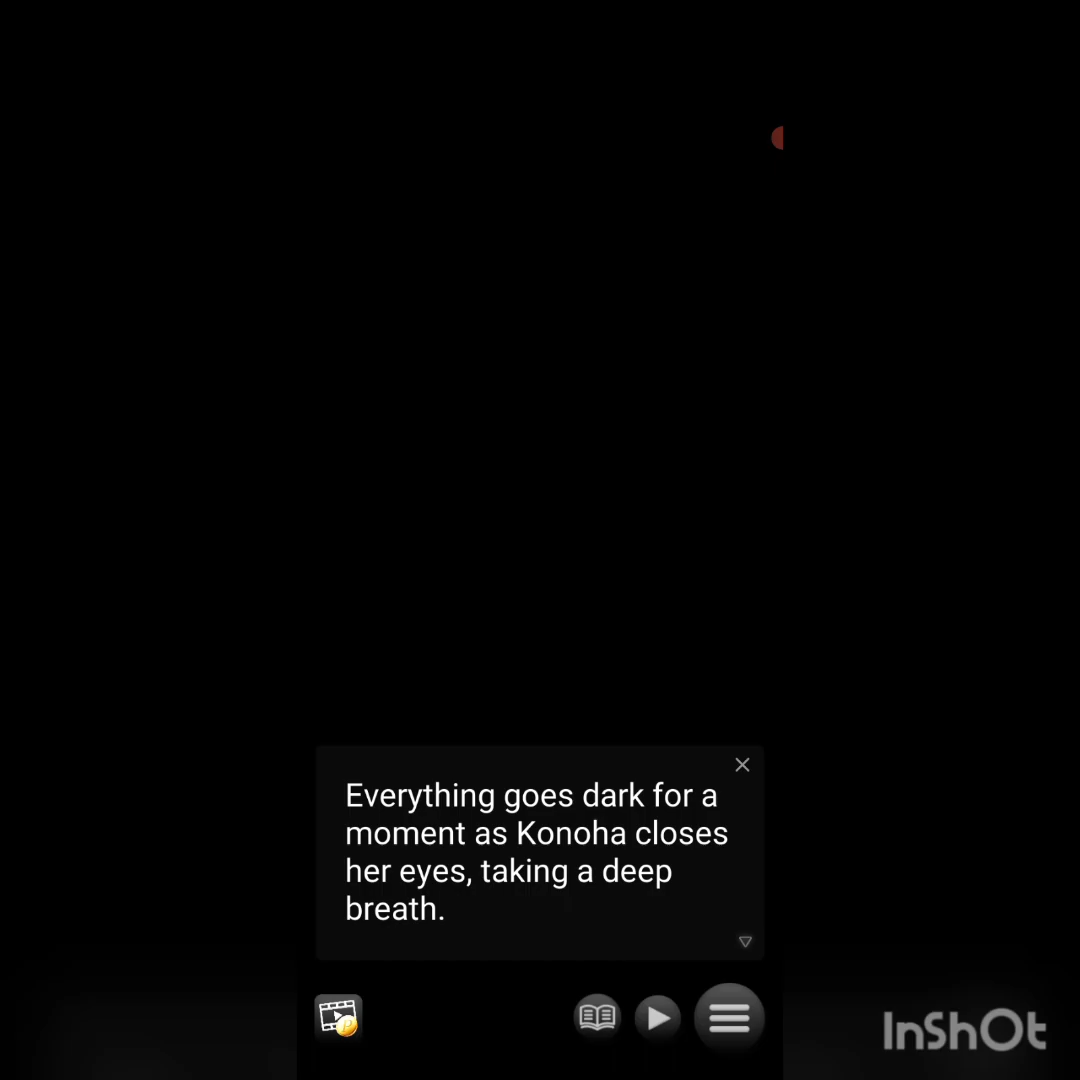 Everything goes dark for a
moment as Konoha closes
her eyes, taking a deep
breath.
P
InShOt